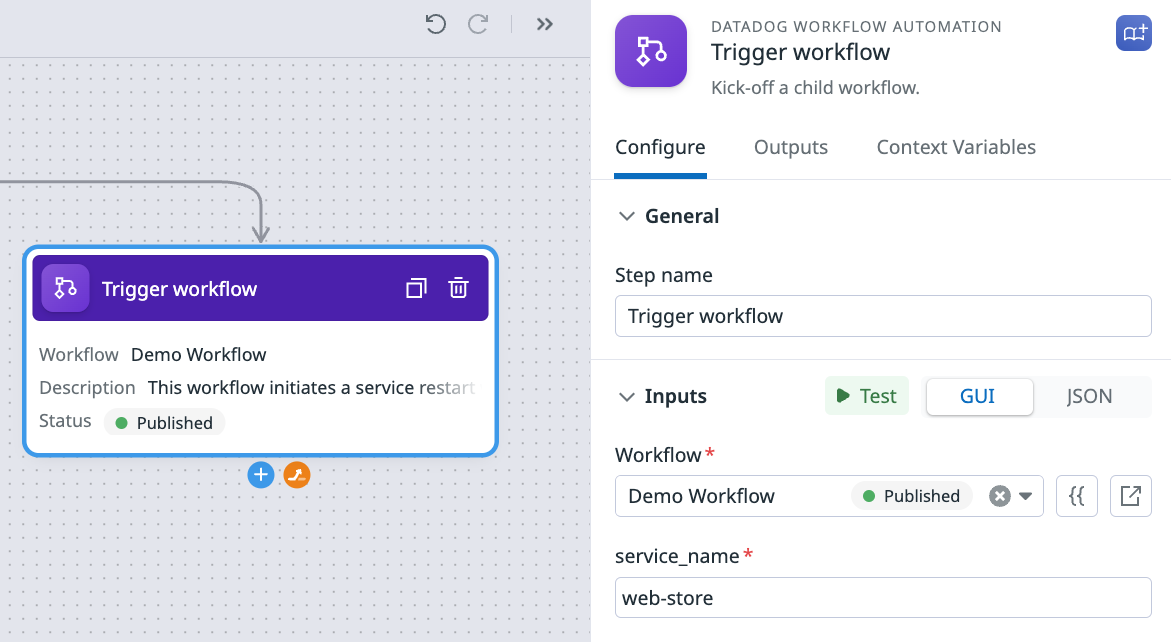 Trigger workflow
Workflow Demo Workflow
Description This workflow initiates a service restart
Status Published
DATADOG WORKFLOW AUTOMATION
Trigger workflow
Kick-off a child workflow.
Configure Outputs Context Variables
General
Step name
Trigger workflow
Inputs Test GUI JSON
Workflow*
Demo Workflow Published {{
service_name*
web-store